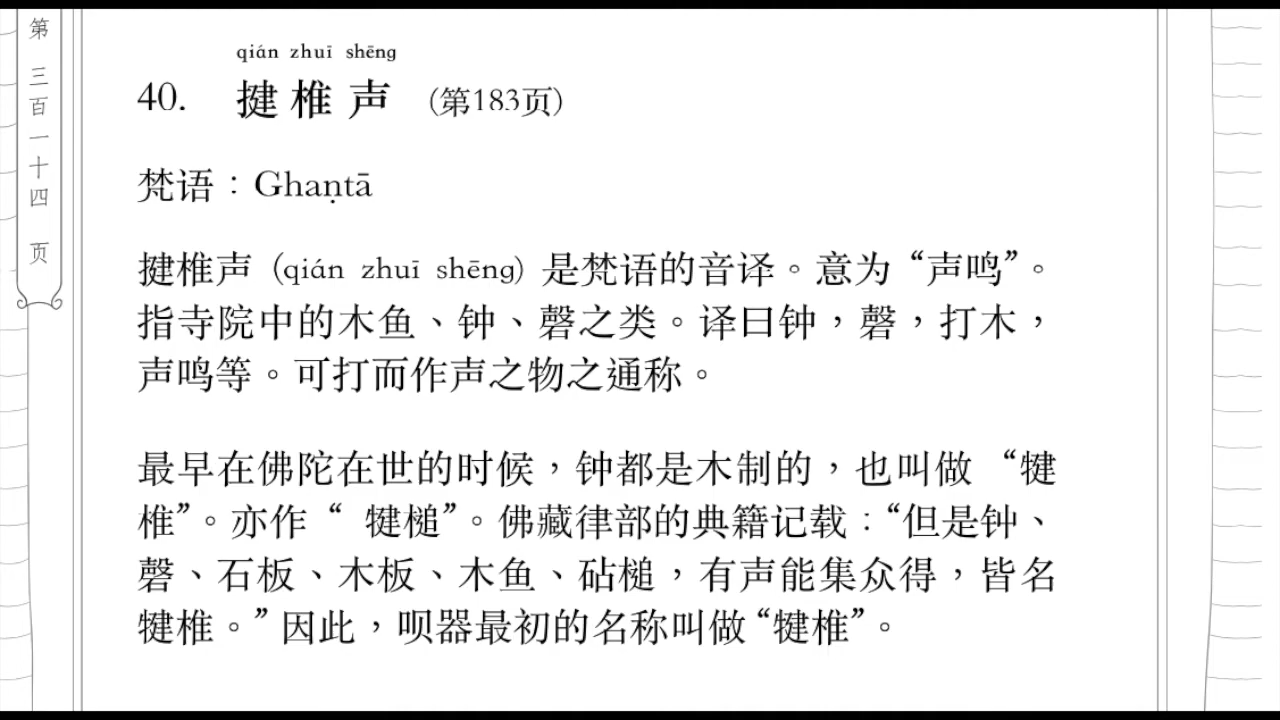 第三百一十四页
qián zhuī shēng
40. 揵椎声 (第183页)
梵语：Ghaṇtā
揵椎声 (qián zhuī shēng) 是梵语的音译。意为“声鸣”。
指寺院中的木鱼、钟、磬之类。译曰钟，磬，打木，
声鸣等。可打而作声之物之通称。
最早在佛陀在世的时候，钟都是木制的，也叫做 “犍
椎”。亦作 “ 犍槌”。佛藏律部的典籍记载：“但是钟、
磬、石板、木板、木鱼、砧槌，有声能集众得，皆名
犍椎。” 因此，呗器最初的名称叫做 “犍椎”。